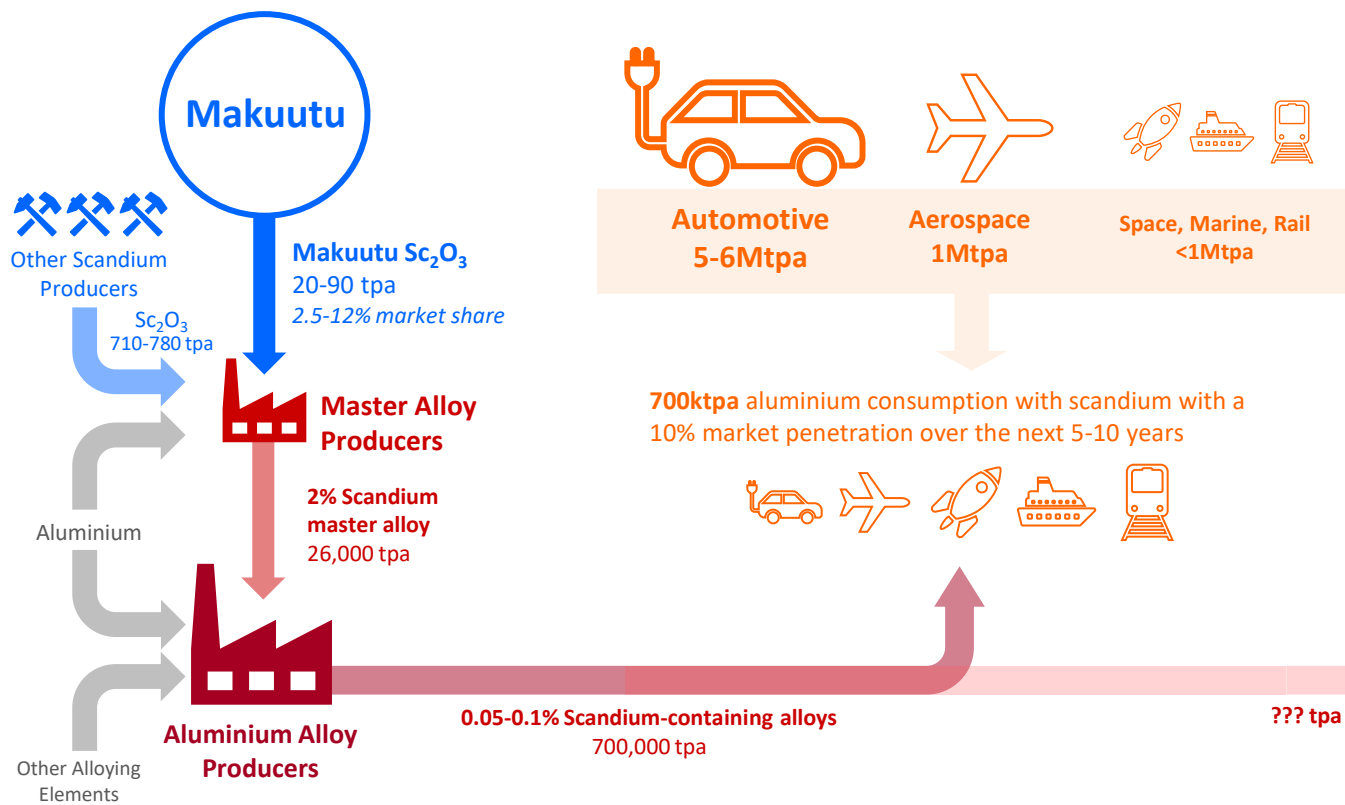 Makuutu
Other Scandium
Producers
Sc₂O₃
710-780 tpa
Makuutu Sc₂O₃
20-90 tpa
2.5-12% market share
Master Alloy
Producers
Aluminium
2% Scandium
master alloy
26,000 tpa
Aluminium Alloy
Producers
Other Alloying
Elements
0.05-0.1% Scandium-containing alloys
700,000 tpa
??? tpa
Automotive
5-6Mtpa
Aerospace
1Mtpa
Space, Marine, Rail
<1Mtpa
700ktpa aluminium consumption with scandium with a
10% market penetration over the next 5-10 years